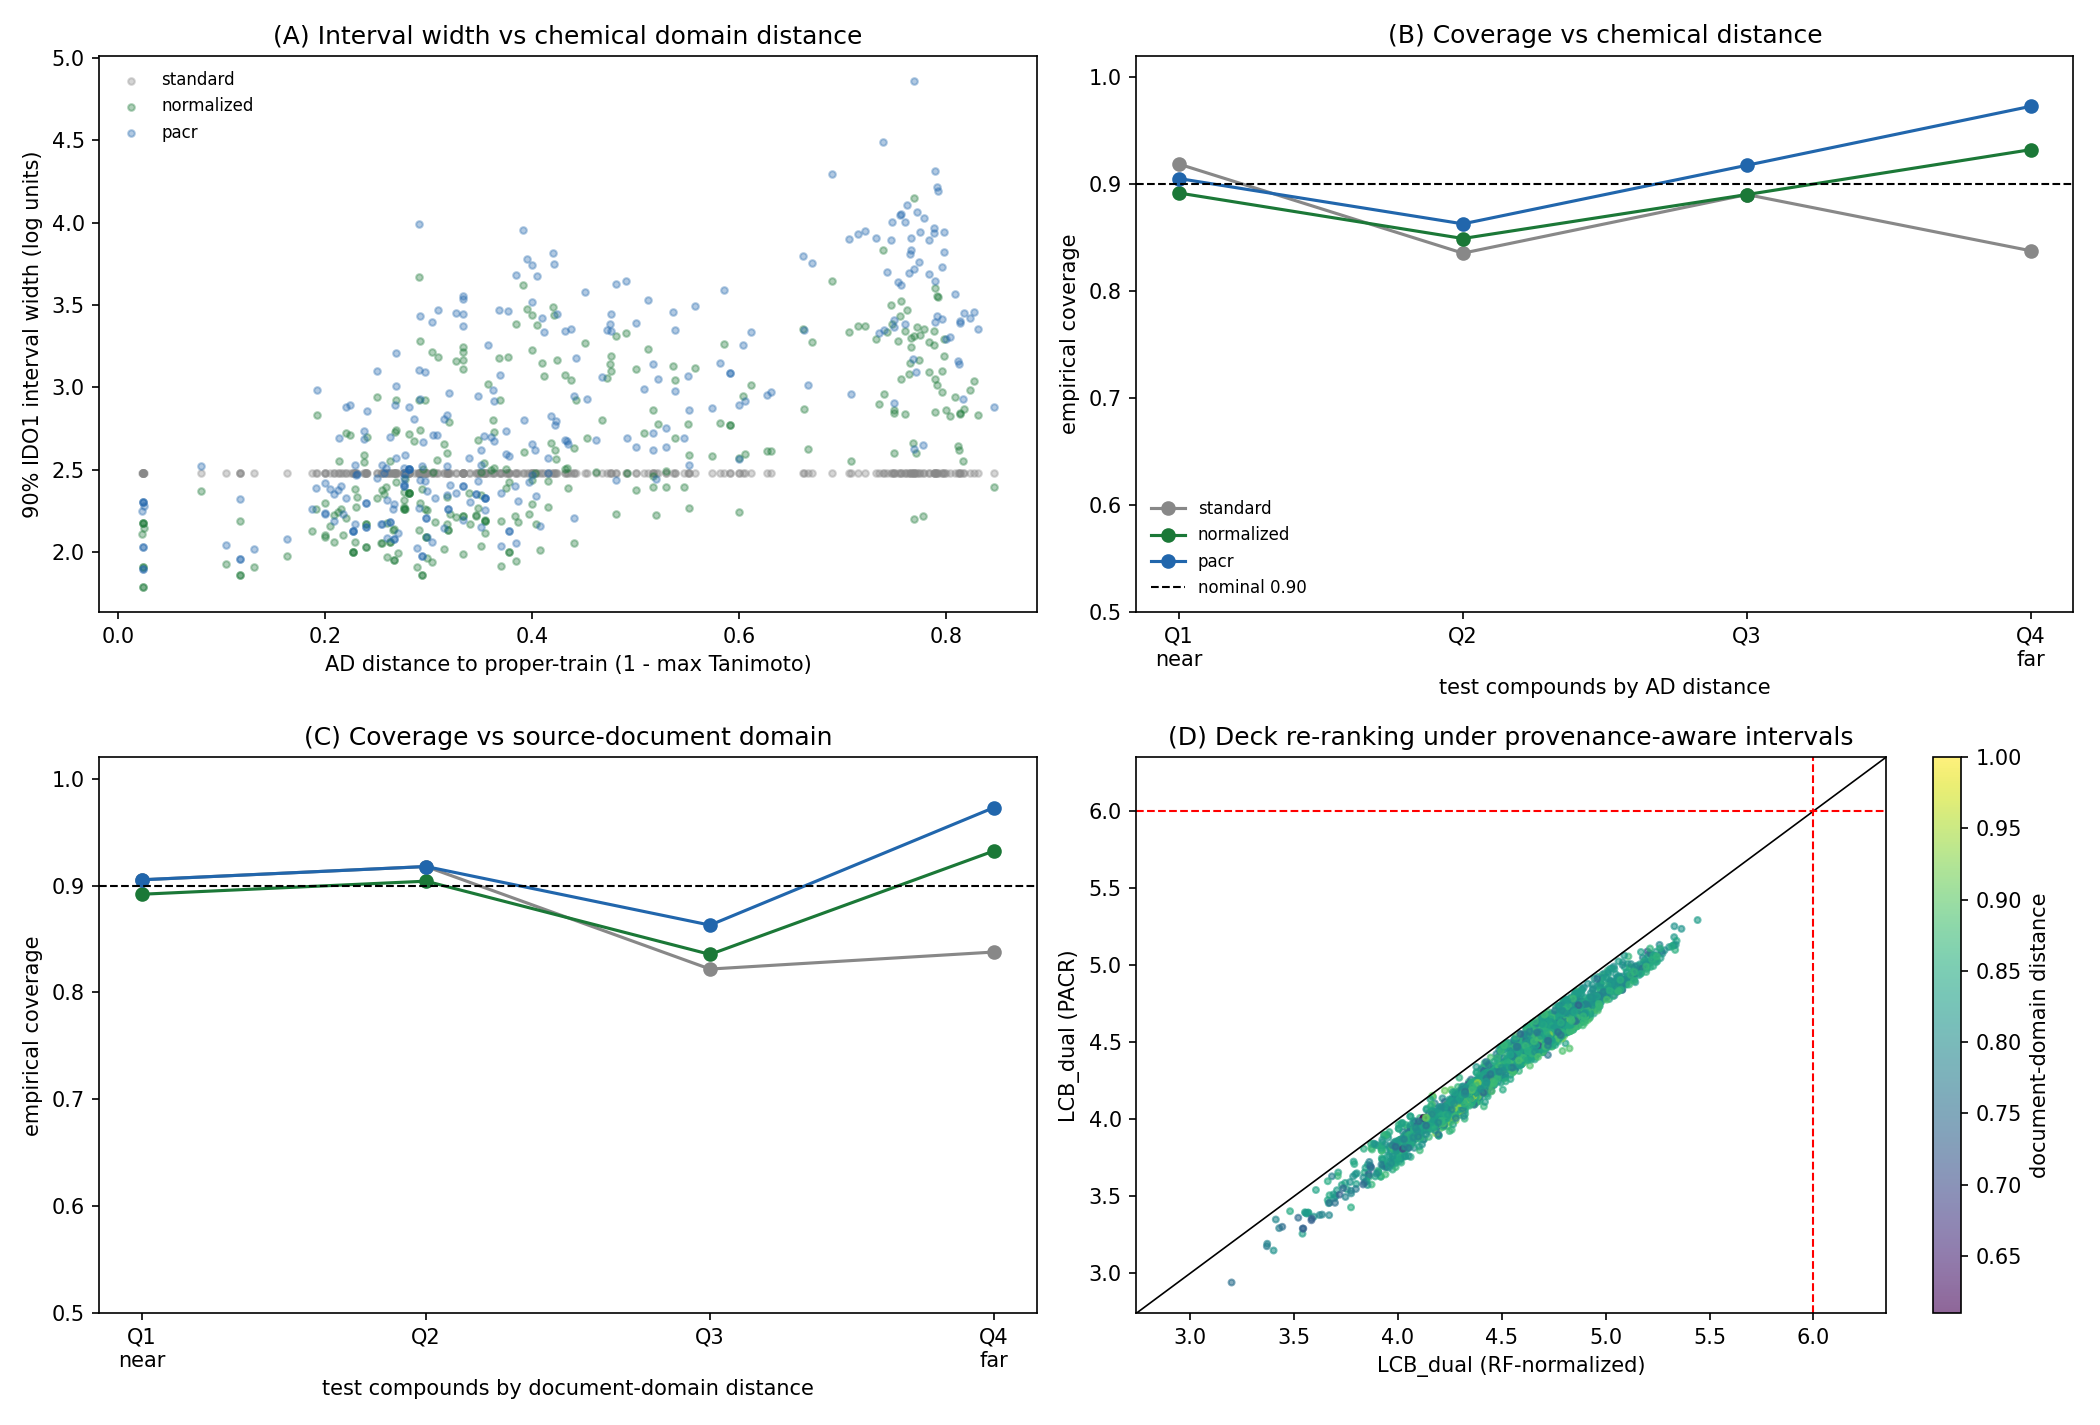 (A) Interval width vs chemical domain distance
90% IDO1 interval width (log units)
5.0
4.5
4.0
3.5
3.0
2.5
2.0
standard
normalized
pacr
0.0 0.2 0.4 0.6 0.8
AD distance to proper-train (1 - max Tanimoto)
(B) Coverage vs chemical distance
empirical coverage
1.0
0.9
0.8
0.7
0.6
0.5
standard
normalized
pacr
nominal 0.90
Q1 Q2 Q3 Q4
near far
test compounds by AD distance
(C) Coverage vs source-document domain
empirical coverage
1.0
0.9
0.8
0.7
0.6
0.5
Q1 Q2 Q3 Q4
near far
test compounds by document-domain distance
(D) Deck re-ranking under provenance-aware intervals
LCB_dual (PACR)
6.0
5.5
5.0
4.5
4.0
3.5
3.0
3.0 3.5 4.0 4.5 5.0 5.5 6.0
LCB_dual (RF-normalized)
1.00
0.95
0.90
0.85
0.80
0.75
0.70
0.65
document-domain distance